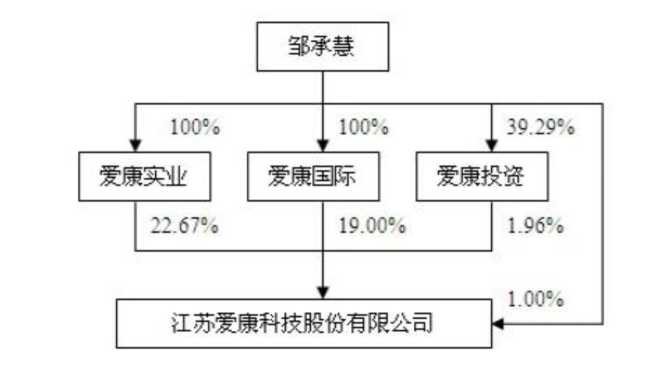 邹承慧
100% 100% 39.29%
爱康实业 爱康国际 爱康投资
22.67% 19.00% 1.96%
1.00%
江苏爱康科技股份有限公司